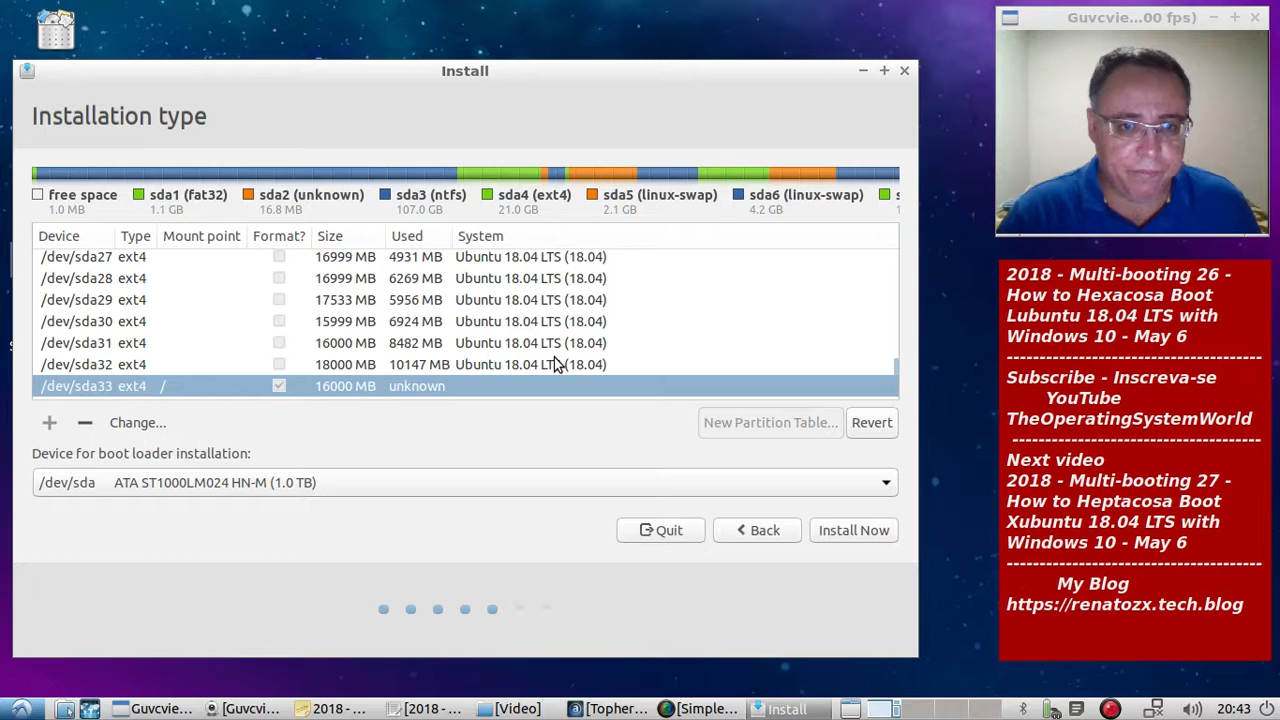 Install
Guvcvie...00 fps)
Installation type
free space
sda1 (fat32)
sda2 (unknown)
sda3 (ntfs)
sda4 (ext4)
sda5 (linux-swap)
sda6 (linux-swap)
1.0 MB
1.1 GB
16.8 MB
107.0 GB
21.0 GB
2.1 GB
4.2 GB
Device Type Mount point Format? Size Used System
/dev/sda27 ext4 16999 MB 4931 MB Ubuntu 18.04 LTS (18.04)
/dev/sda28 ext4 16999 MB 6269 MB Ubuntu 18.04 LTS (18.04)
/dev/sda29 ext4 17533 MB 5956 MB Ubuntu 18.04 LTS (18.04)
/dev/sda30 ext4 15999 MB 6924 MB Ubuntu 18.04 LTS (18.04)
/dev/sda31 ext4 16000 MB 8482 MB Ubuntu 18.04 LTS (18.04)
/dev/sda32 ext4 18000 MB 10147 MB Ubuntu 18.04 LTS (18.04)
/dev/sda33 ext4 / 16000 MB unknown
Change...
New Partition Table...
Revert
Device for boot loader installation:
/dev/sda ATA ST1000LM024 HN-M (1.0 TB)
Quit
Back
Install Now
2018 - Multi-booting 26 -
How to Hexacosa Boot
Lubuntu 18.04 LTS with
Windows 10 - May 6
--------------------------------------
Subscribe - Inscreva-se
YouTube
TheOperatingSystemWorld
-------------------------------------
Next video
2018 - Multi-booting 27 -
How to Heptacosa Boot
Xubuntu 18.04 LTS with
Windows 10 - May 6
--------------------------------------
My Blog
https://renatozx.tech.blog
Guvcvie...
[Guvcvi...
2018 -...
[2018 -...
[Video]
[Topher...
[Simple...
Install
20:43